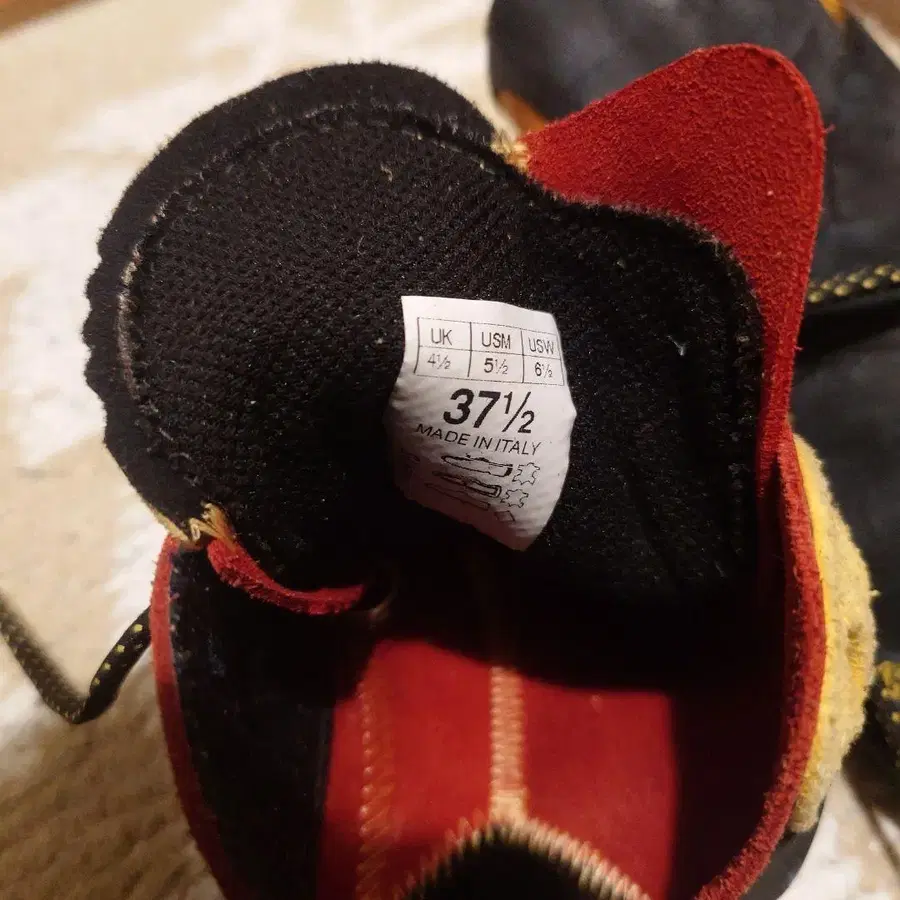 UK USM USW
4½ 5½ 6½
37½
MADE IN ITALY